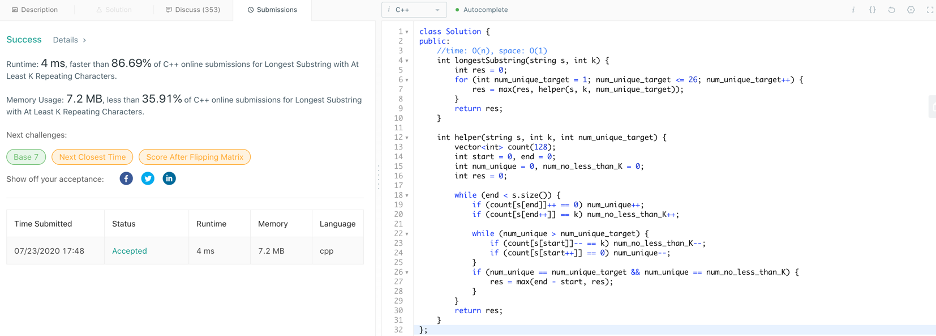 Description
Solution
Discuss (353)
Submissions
Success
Details >
Runtime: 4 ms, faster than 86.69% of C++ online submissions for Longest Substring with At
Least K Repeating Characters.
Memory Usage: 7.2 MB, less than 35.91% of C++ online submissions for Longest Substring
with At Least K Repeating Characters.
Next challenges:
Base 7
Next Closest Time
Score After Flipping Matrix
Show off your acceptance:
Time Submitted Status Runtime Memory Language
07/23/2020 17:48 Accepted 4 ms 7.2 MB cpp
i C++
Autocomplete
i {}
1 class Solution {
2 public:
3 //time: O(n), space: O(1)
4 int longestSubstring(string s, int k) {
5 int res = 0;
6 for (int num_unique_target = 1; num_unique_target <= 26; num_unique_target++) {
7 res = max(res, helper(s, k, num_unique_target));
8 }
9 return res;
10 }
11
12 int helper(string s, int k, int num_unique_target) {
13 vector<int> count(128);
14 int start = 0, end = 0;
15 int num_unique = 0, num_no_less_than_K = 0;
16 int res = 0;
17
18 while (end < s.size()) {
19 if (count[s[end]]++ == 0) num_unique++;
20 if (count[s[end++]] == k) num_no_less_than_K++;
21
22 while (num_unique > num_unique_target) {
23 if (count[s[start]]-- == k) num_no_less_than_K--;
24 if (count[s[start++]] == 0) num_unique--;
25 }
26 if (num_unique == num_unique_target && num_unique == num_no_less_than_K) {
27 res = max(end - start, res);
28 }
29 }
30 return res;
31 }
32 };